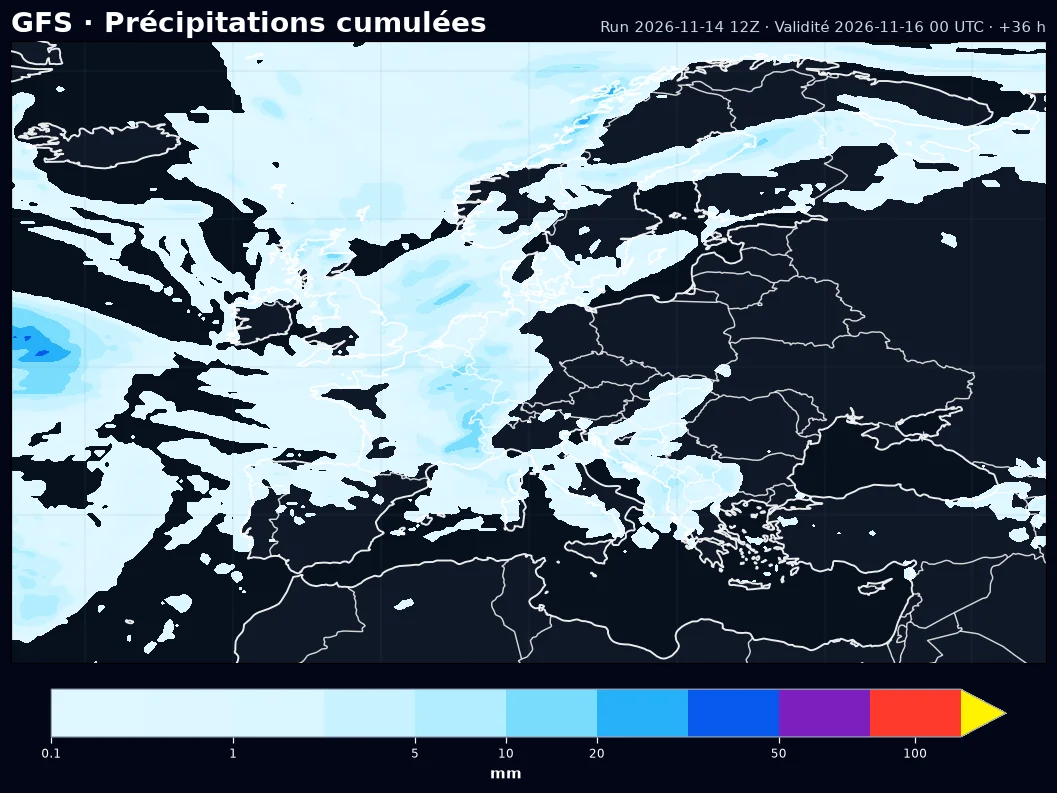 GFS · Précipitations cumulées
Run 2026-11-14 12Z · Validité 2026-11-16 00 UTC · +36 h
0.1 1 5 10 20 50 100
mm